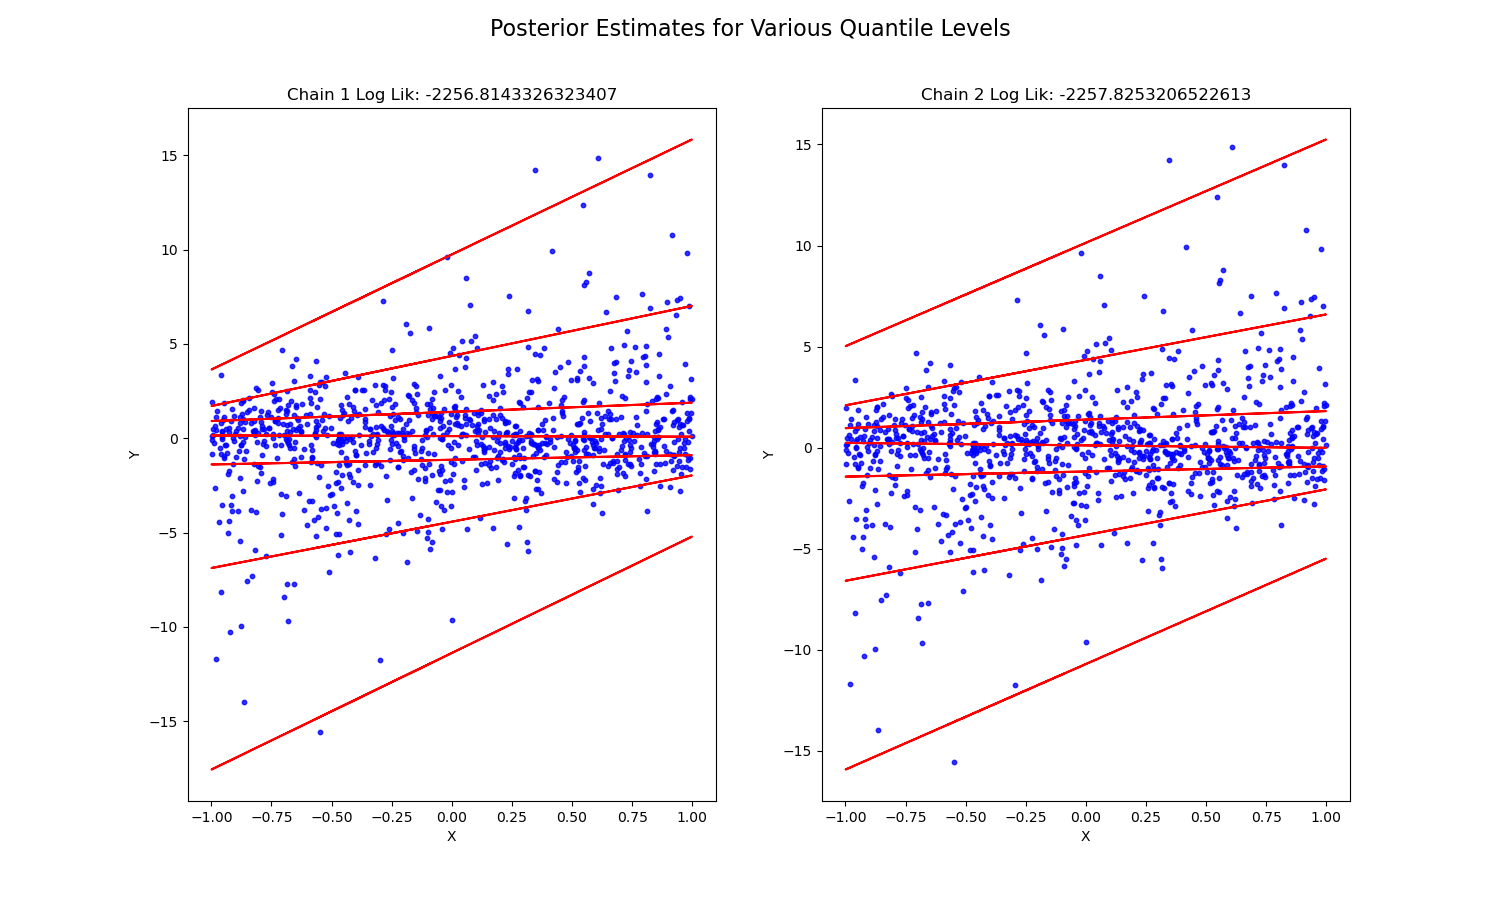 Posterior Estimates for Various Quantile Levels
Chain 1 Log Lik: -2256.8143326323407
15
10
5
0
−5
−10
−15
Y
−1.00 −0.75 −0.50 −0.25 0.00 0.25 0.50 0.75 1.00
X
Chain 2 Log Lik: -2257.8253206522613
15
10
5
0
−5
−10
−15
Y
−1.00 −0.75 −0.50 −0.25 0.00 0.25 0.50 0.75 1.00
X